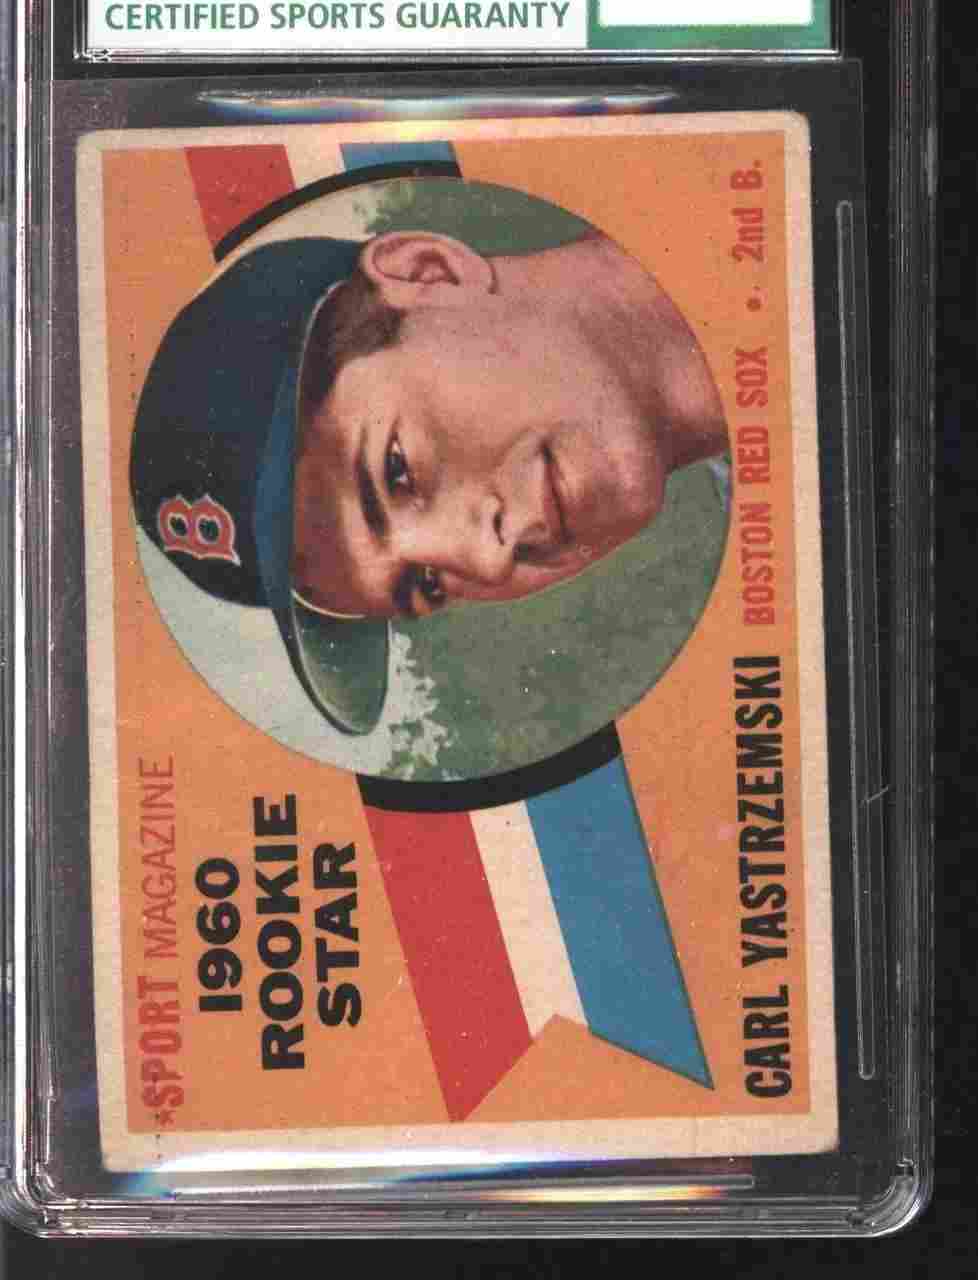 CERTIFIED SPORTS GUARANTY
*SPORT MAGAZINE
1960
ROOKIE
STAR
B
CARL YASTRZEMSKI BOSTON RED SOX • 2nd B.